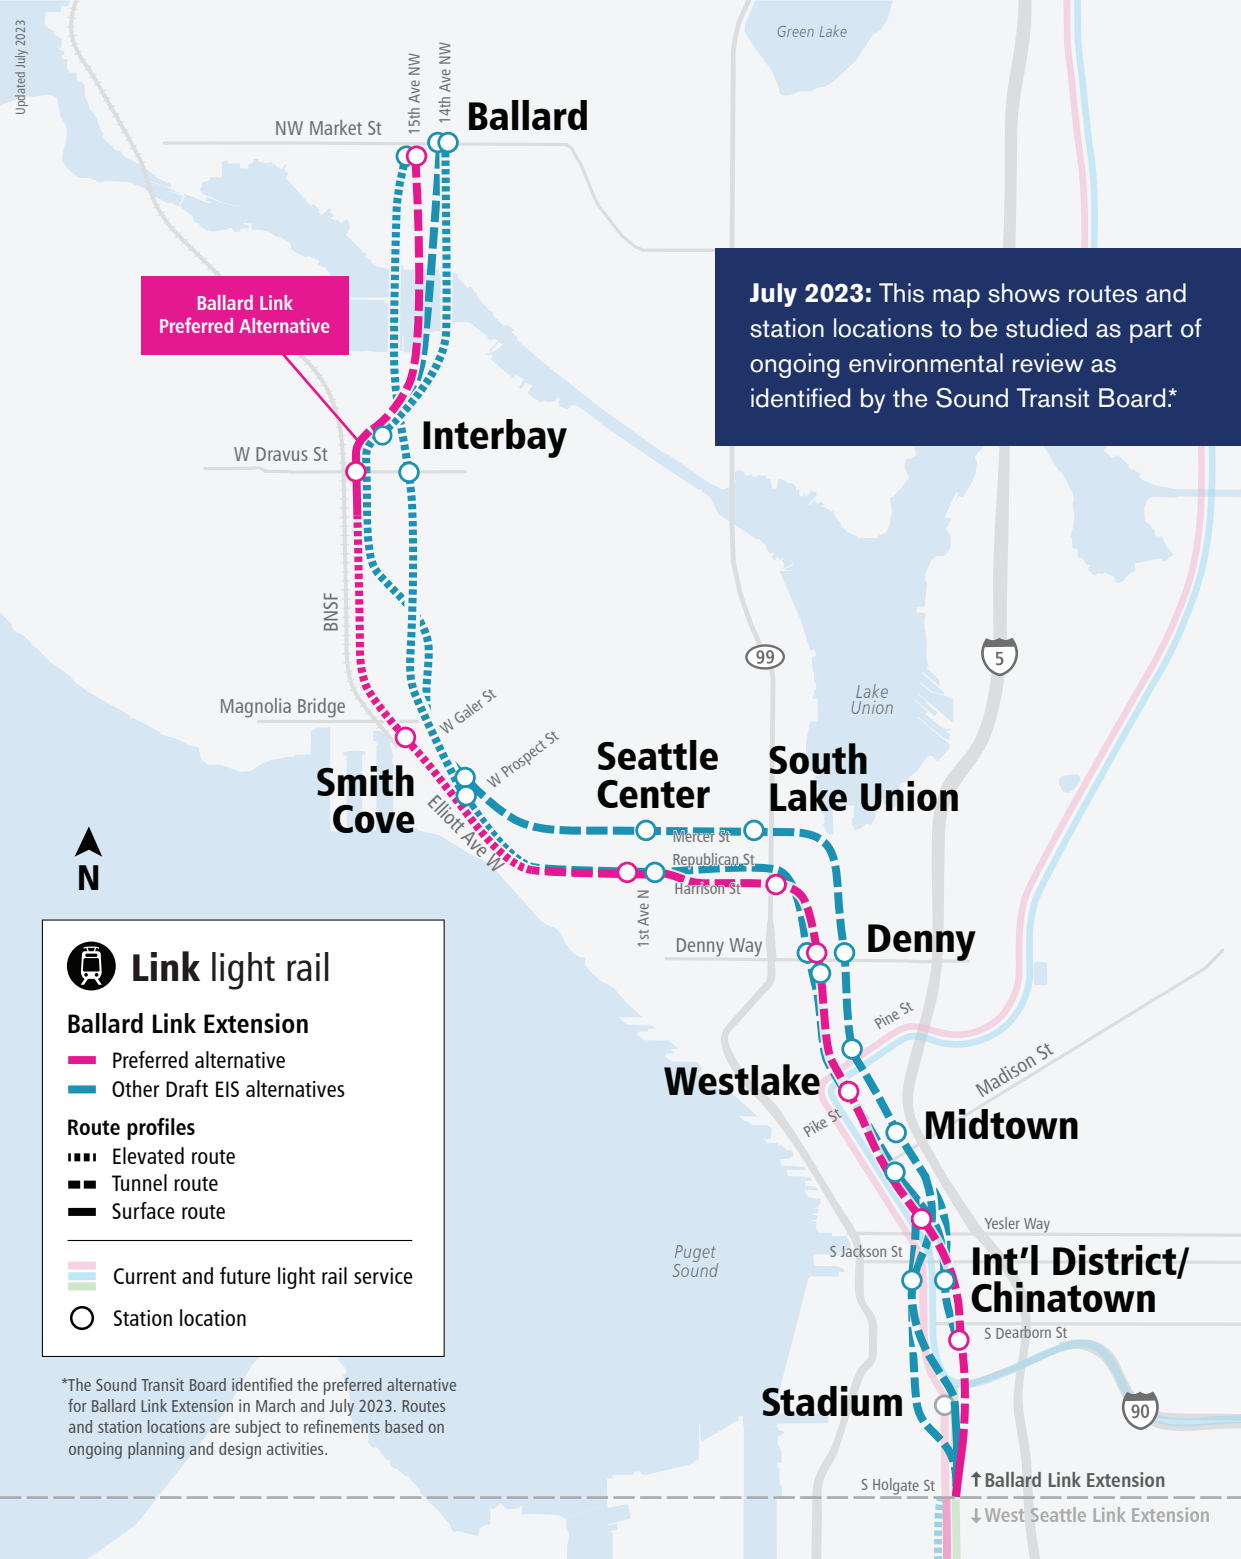 Updated July 2023
Green Lake
15th Ave NW
14th Ave NW
Ballard
NW Market St
Ballard Link
Preferred Alternative
July 2023: This map shows routes and
station locations to be studied as part of
ongoing environmental review as
identified by the Sound Transit Board.*
Interbay
W Dravus St
BNSF
99
5
Lake
Union
Magnolia Bridge
W Galer St
W Prospect St
Smith
Cove
Elliott Ave W
Seattle
Center
South
Lake Union
Mercer St
Republican St
Harrison St
1st Ave N
Denny Way
Denny
N
Pine St
Westlake
Madison St
Pike St
Midtown
Yesler Way
S Jackson St
Int'l District/
Chinatown
S Dearborn St
Puget
Sound
Stadium
90
S Holgate St
↑Ballard Link Extension
↓West Seattle Link Extension
Link light rail
Ballard Link Extension
Preferred alternative
Other Draft EIS alternatives
Route profiles
Elevated route
Tunnel route
Surface route
Current and future light rail service
Station location
*The Sound Transit Board identified the preferred alternative
for Ballard Link Extension in March and July 2023. Routes
and station locations are subject to refinements based on
ongoing planning and design activities.